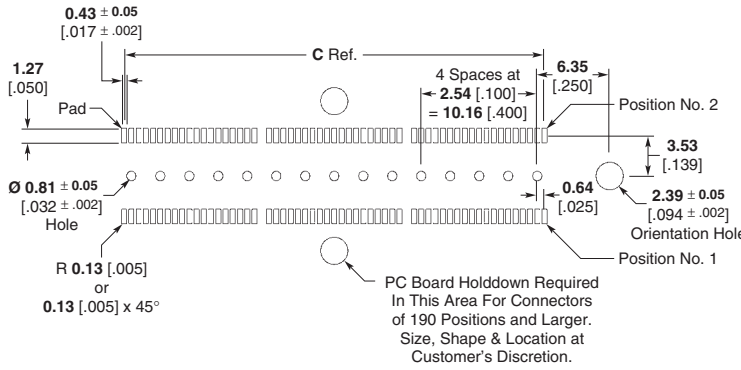 0.43 ± 0.05
[.017 ± .002]
C Ref.
1.27
[.050]
4 Spaces at
2.54 [.100]
= 10.16 [.400]
6.35
[.250]
Pad
Position No. 2
3.53
[.139]
Ø 0.81 ± 0.05
[.032 ± .002]
Hole
0.64
[.025]
2.39 ± 0.05
[.094 ± .002]
Orientation Hole
R 0.13 [.005]
or
0.13 [.005] x 45°
Position No. 1
PC Board Holddown Required
In This Area For Connectors
of 190 Positions and Larger.
Size, Shape & Location at
Customer's Discretion.